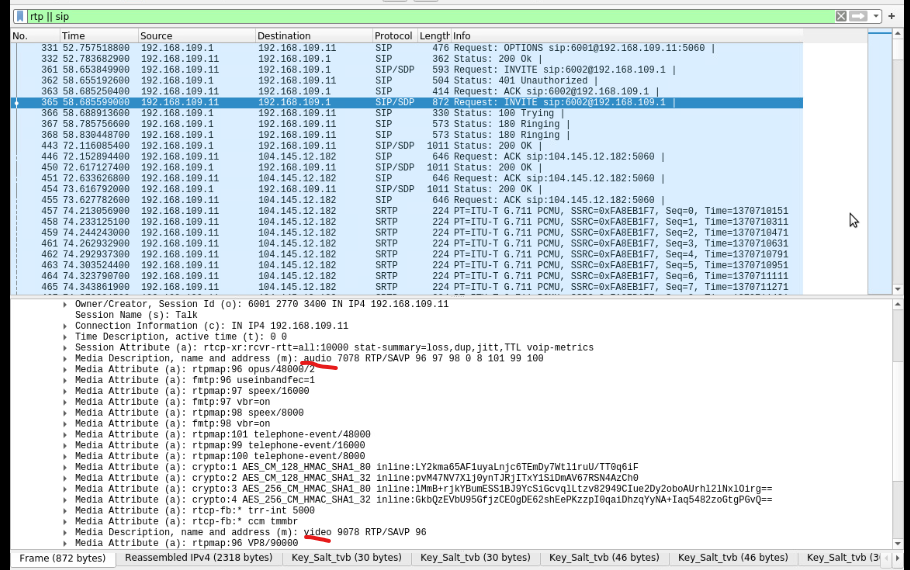 rtp || sip
No. Time Source Destination Protocol Length Info
331 52.757518800 192.168.109.1 192.168.109.11 SIP 476 Request: OPTIONS sip:6001@192.168.109.11:5060 |
332 52.783682900 192.168.109.11 192.168.109.1 SIP 362 Status: 200 Ok |
361 58.653849900 192.168.109.11 192.168.109.1 SIP/SDP 593 Request: INVITE sip:6002@192.168.109.1 |
362 58.655192600 192.168.109.1 192.168.109.11 SIP 504 Status: 401 Unauthorized |
363 58.685250400 192.168.109.11 192.168.109.1 SIP 414 Request: ACK sip:6002@192.168.109.1 |
365 58.685599000 192.168.109.11 192.168.109.1 SIP/SDP 872 Request: INVITE sip:6002@192.168.109.1 |
366 58.688913600 192.168.109.1 192.168.109.11 SIP 330 Status: 100 Trying |
367 58.785756600 192.168.109.1 192.168.109.11 SIP 573 Status: 180 Ringing |
368 58.830448700 192.168.109.1 192.168.109.11 SIP 573 Status: 180 Ringing |
443 72.116085400 192.168.109.1 192.168.109.11 SIP/SDP 1011 Status: 200 OK |
446 72.152894400 192.168.109.11 104.145.12.182 SIP 646 Request: ACK sip:104.145.12.182:5060 |
450 72.617127400 192.168.109.1 192.168.109.11 SIP/SDP 1011 Status: 200 OK |
451 72.633626800 192.168.109.11 104.145.12.182 SIP 646 Request: ACK sip:104.145.12.182:5060 |
454 73.616792000 192.168.109.1 192.168.109.11 SIP/SDP 1011 Status: 200 OK |
455 73.627782600 192.168.109.11 104.145.12.182 SIP 646 Request: ACK sip:104.145.12.182:5060 |
457 74.213056900 192.168.109.11 104.145.12.182 SRTP 224 PT=ITU-T G.711 PCMU, SSRC=0xFA8EB1F7, Seq=0, Time=1370710151
458 74.233125100 192.168.109.11 104.145.12.182 SRTP 224 PT=ITU-T G.711 PCMU, SSRC=0xFA8EB1F7, Seq=1, Time=1370710311
459 74.244243000 192.168.109.11 104.145.12.182 SRTP 224 PT=ITU-T G.711 PCMU, SSRC=0xFA8EB1F7, Seq=2, Time=1370710471
461 74.262932900 192.168.109.11 104.145.12.182 SRTP 224 PT=ITU-T G.711 PCMU, SSRC=0xFA8EB1F7, Seq=3, Time=1370710631
462 74.292937300 192.168.109.11 104.145.12.182 SRTP 224 PT=ITU-T G.711 PCMU, SSRC=0xFA8EB1F7, Seq=4, Time=1370710791
463 74.303524400 192.168.109.11 104.145.12.182 SRTP 224 PT=ITU-T G.711 PCMU, SSRC=0xFA8EB1F7, Seq=5, Time=1370710951
464 74.323790700 192.168.109.11 104.145.12.182 SRTP 224 PT=ITU-T G.711 PCMU, SSRC=0xFA8EB1F7, Seq=6, Time=1370711111
465 74.343861900 192.168.109.11 104.145.12.182 SRTP 224 PT=ITU-T G.711 PCMU, SSRC=0xFA8EB1F7, Seq=7, Time=1370711271
Owner/Creator, Session Id (o): 6001 2770 3400 IN IP4 192.168.109.11
Session Name (s): Talk
Connection Information (c): IN IP4 192.168.109.11
Time Description, active time (t): 0 0
Session Attribute (a): rtcp-xr:rcvr-rtt=all:10000 stat-summary=loss,dup,jitt,TTL voip-metrics
Media Description, name and address (m): audio 7078 RTP/SAVP 96 97 98 0 8 101 99 100
Media Attribute (a): rtpmap:96 opus/48000/2
Media Attribute (a): fmtp:96 useinbandfec=1
Media Attribute (a): rtpmap:97 speex/16000
Media Attribute (a): fmtp:97 vbr=on
Media Attribute (a): rtpmap:98 speex/8000
Media Attribute (a): fmtp:98 vbr=on
Media Attribute (a): rtpmap:101 telephone-event/48000
Media Attribute (a): rtpmap:99 telephone-event/16000
Media Attribute (a): rtpmap:100 telephone-event/8000
Media Attribute (a): crypto:1 AES_CM_128_HMAC_SHA1_80 inline:LY2kma65AF1uyaLnjc6TEmDy7Wtl1ruU/TT0q6iF
Media Attribute (a): crypto:2 AES_CM_128_HMAC_SHA1_32 inline:pvM47NV7Xlj0ynTJRjITxY1SiDmAV67RSN4AzCh0
Media Attribute (a): crypto:3 AES_CM_256_HMAC_SHA1_80 inline:lMmB+rjkYBumESS1BJ9YcSiGcvqlLtzv82949CIue2Dy2oboAUrhl2lNxlOirg==
Media Attribute (a): crypto:4 AES_CM_256_HMAC_SHA1_32 inline:GkbQzEVbU95GfjzCEOgDE62shEePKzzpI0qaiDhzqYyNA+Iaq5482zoGtgPGvQ==
Media Attribute (a): rtcp-fb:* trr-int 5000
Media Attribute (a): rtcp-fb:* ccm tmmbr
Media Description, name and address (m): video 9078 RTP/SAVP 96
Media Attribute (a): rtpmap:96 VP8/90000
Frame (872 bytes) Reassembled IPv4 (2318 bytes) Key_Salt_tvb (30 bytes) Key_Salt_tvb (30 bytes) Key_Salt_tvb (46 bytes) Key_Salt_tvb (46 bytes) Key_Salt_tvb (3